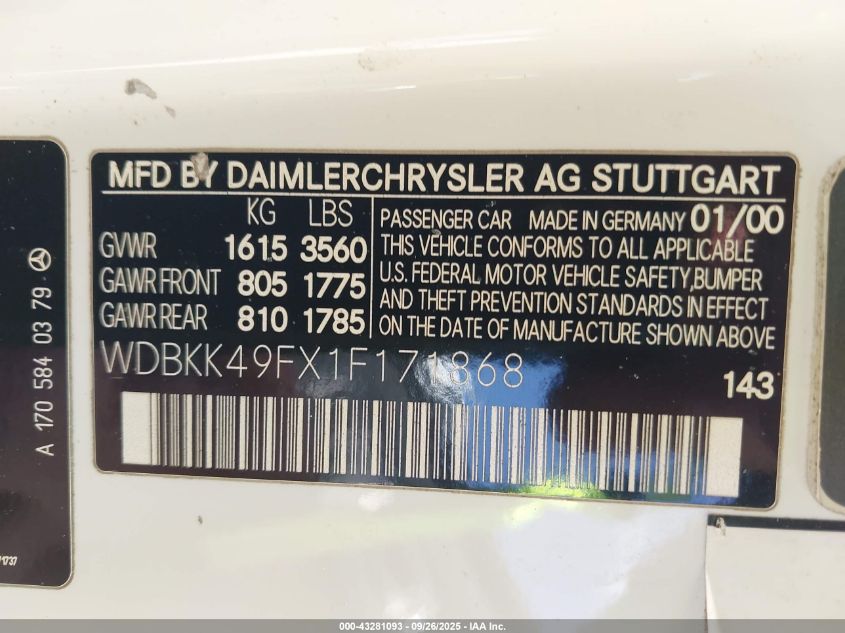 MFD BY DAIMLERCHRYSLER AG STUTTGART
KG LBS
GVWR 1615 3560
GAWR FRONT 805 1775
GAWR REAR 810 1785
PASSENGER CAR MADE IN GERMANY 01/00
THIS VEHICLE CONFORMS TO ALL APPLICABLE
U.S. FEDERAL MOTOR VEHICLE SAFETY,BUMPER
AND THEFT PREVENTION STANDARDS IN EFFECT
ON THE DATE OF MANUFACTURE SHOWN ABOVE
WDBKK49FX1F171868
143
A 170 584 03 79
000-43281093 - 09/26/2025 - IAA Inc.